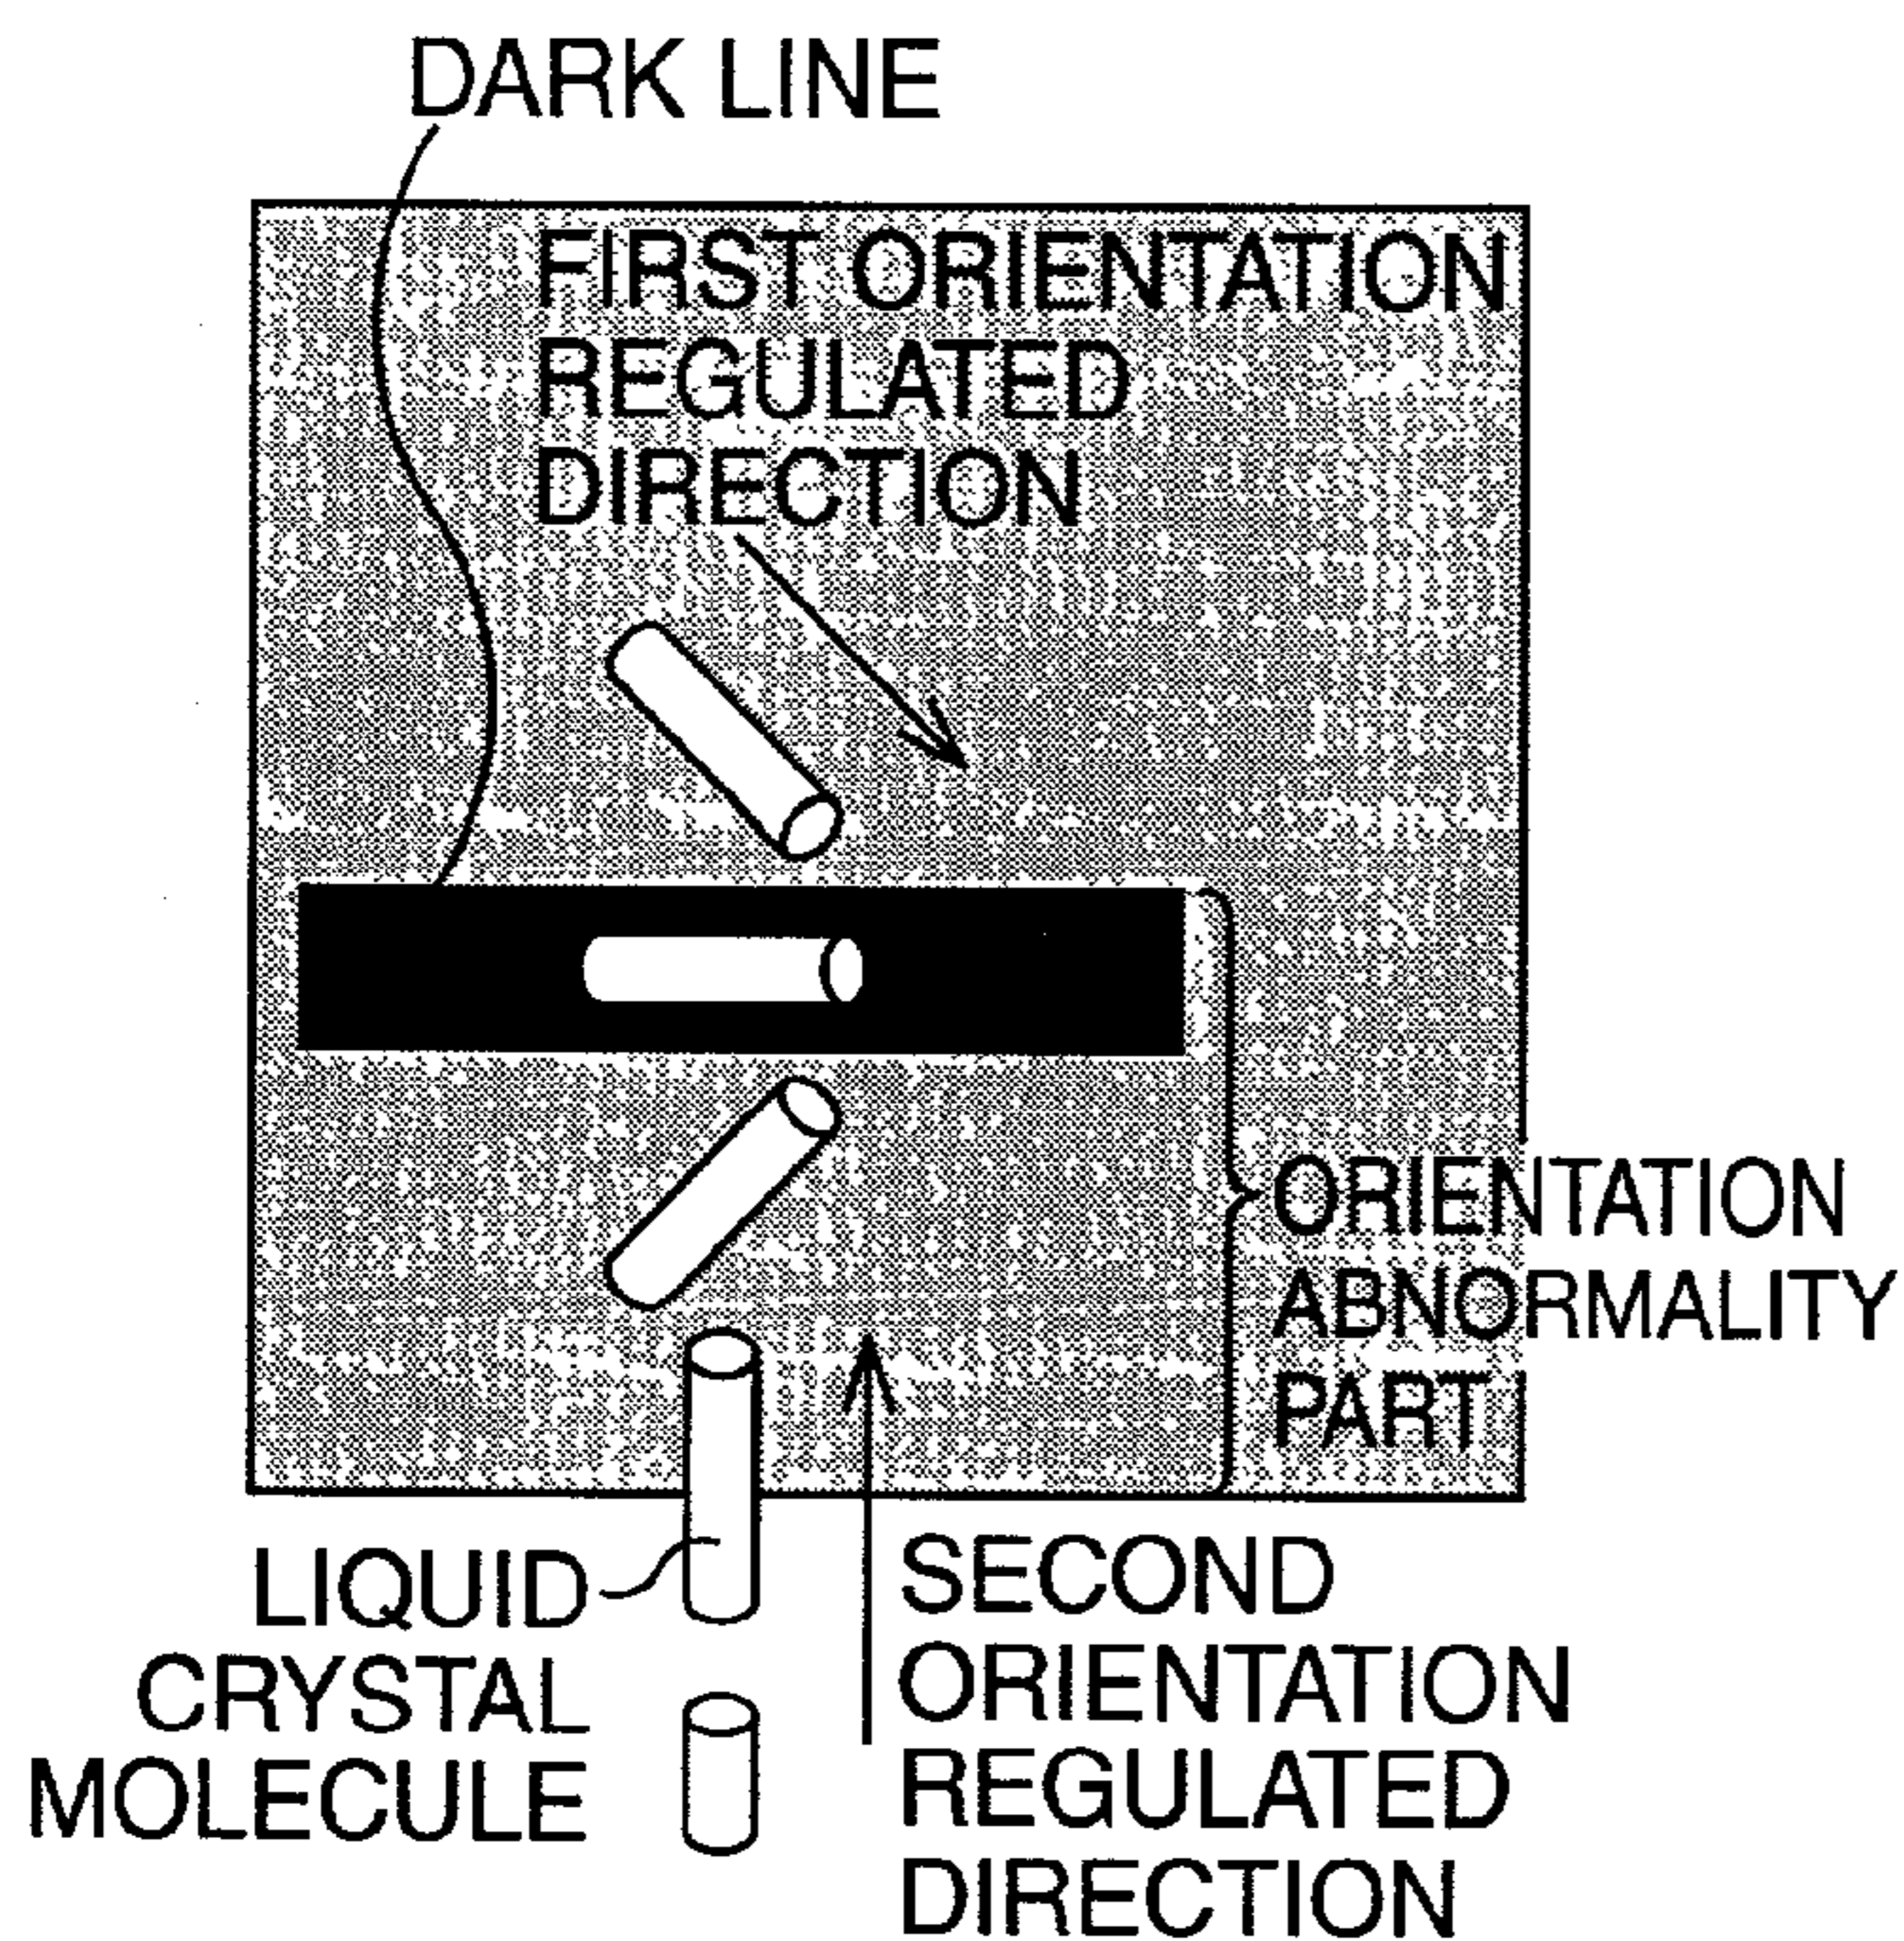 DARK LINE
FIRST ORIENTATION
REGULATED
DIRECTION
ORIENTATION
ABNORMALITY
PART
LIQUID
CRYSTAL
MOLECULE
SECOND
ORIENTATION
REGULATED
DIRECTION